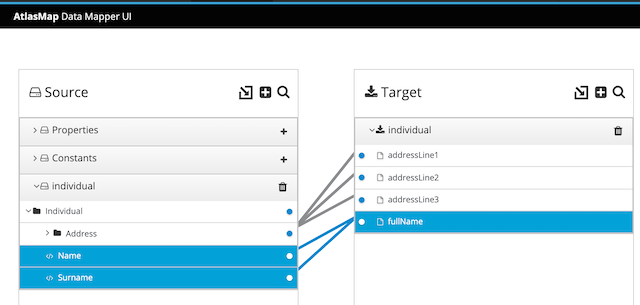 AtlasMap Data Mapper UI
Source
Properties
Constants
individual
Individual
Address
Name
Surname
Target
individual
addressLine1
addressLine2
addressLine3
fullName